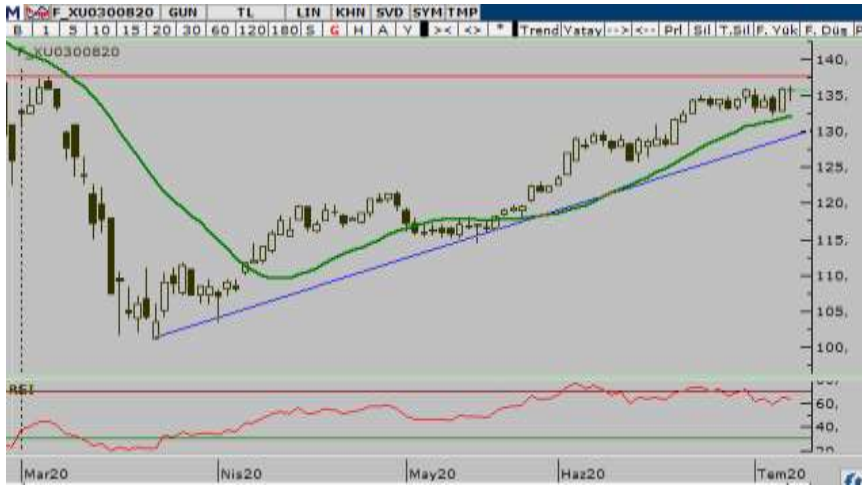 F_XU0300820 GUN TL LIN KHN SVD SYM TMP
B 1 5 10 15 20 30 60 120 180 S G H A Y >< <> * Trend Yatay --> <-- Prl Sil T.Sil F. Yük F. Düş P
F_XU0300820
140,
135,
130,
125,
120,
115,
110,
105,
100,
RSI
60,
40,
20
Mar20 Nis20 May20 Haz20 Tem20